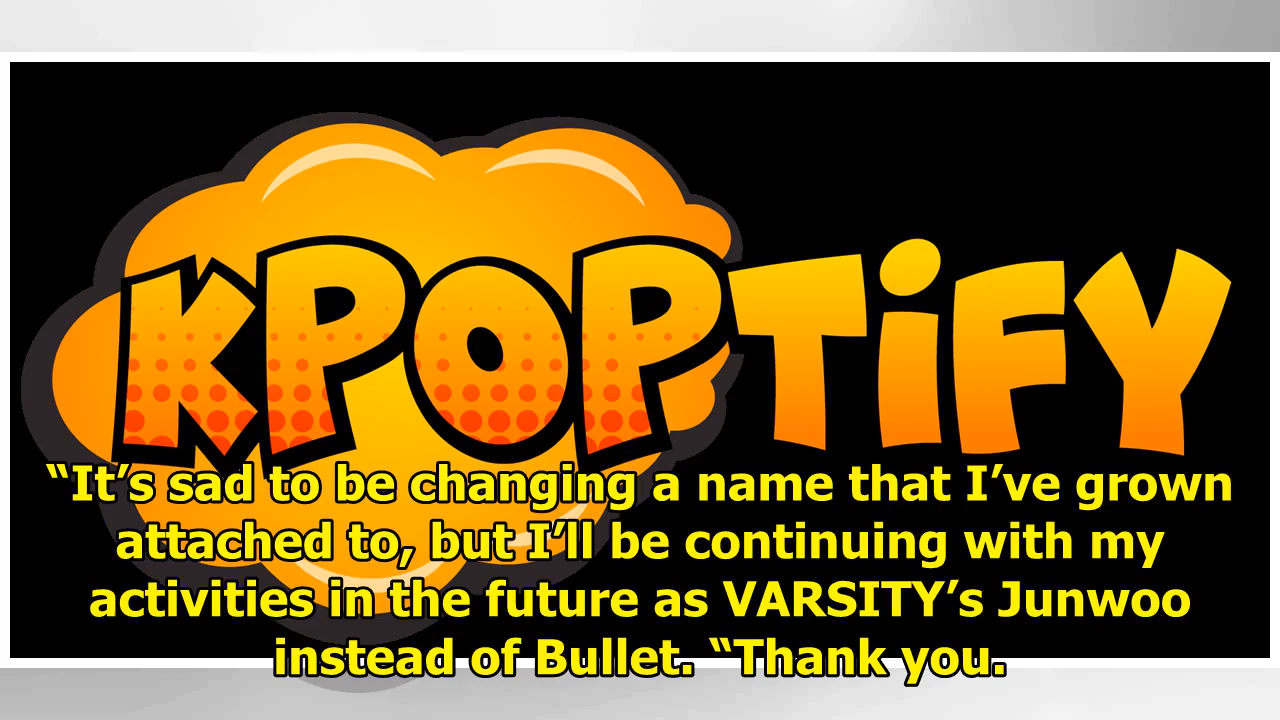 KPOPTiFY
“It’s sad to be changing a name that I’ve grown
attached to, but I’ll be continuing with my
activities in the future as VARSITY’s Junwoo
instead of Bullet. “Thank you.